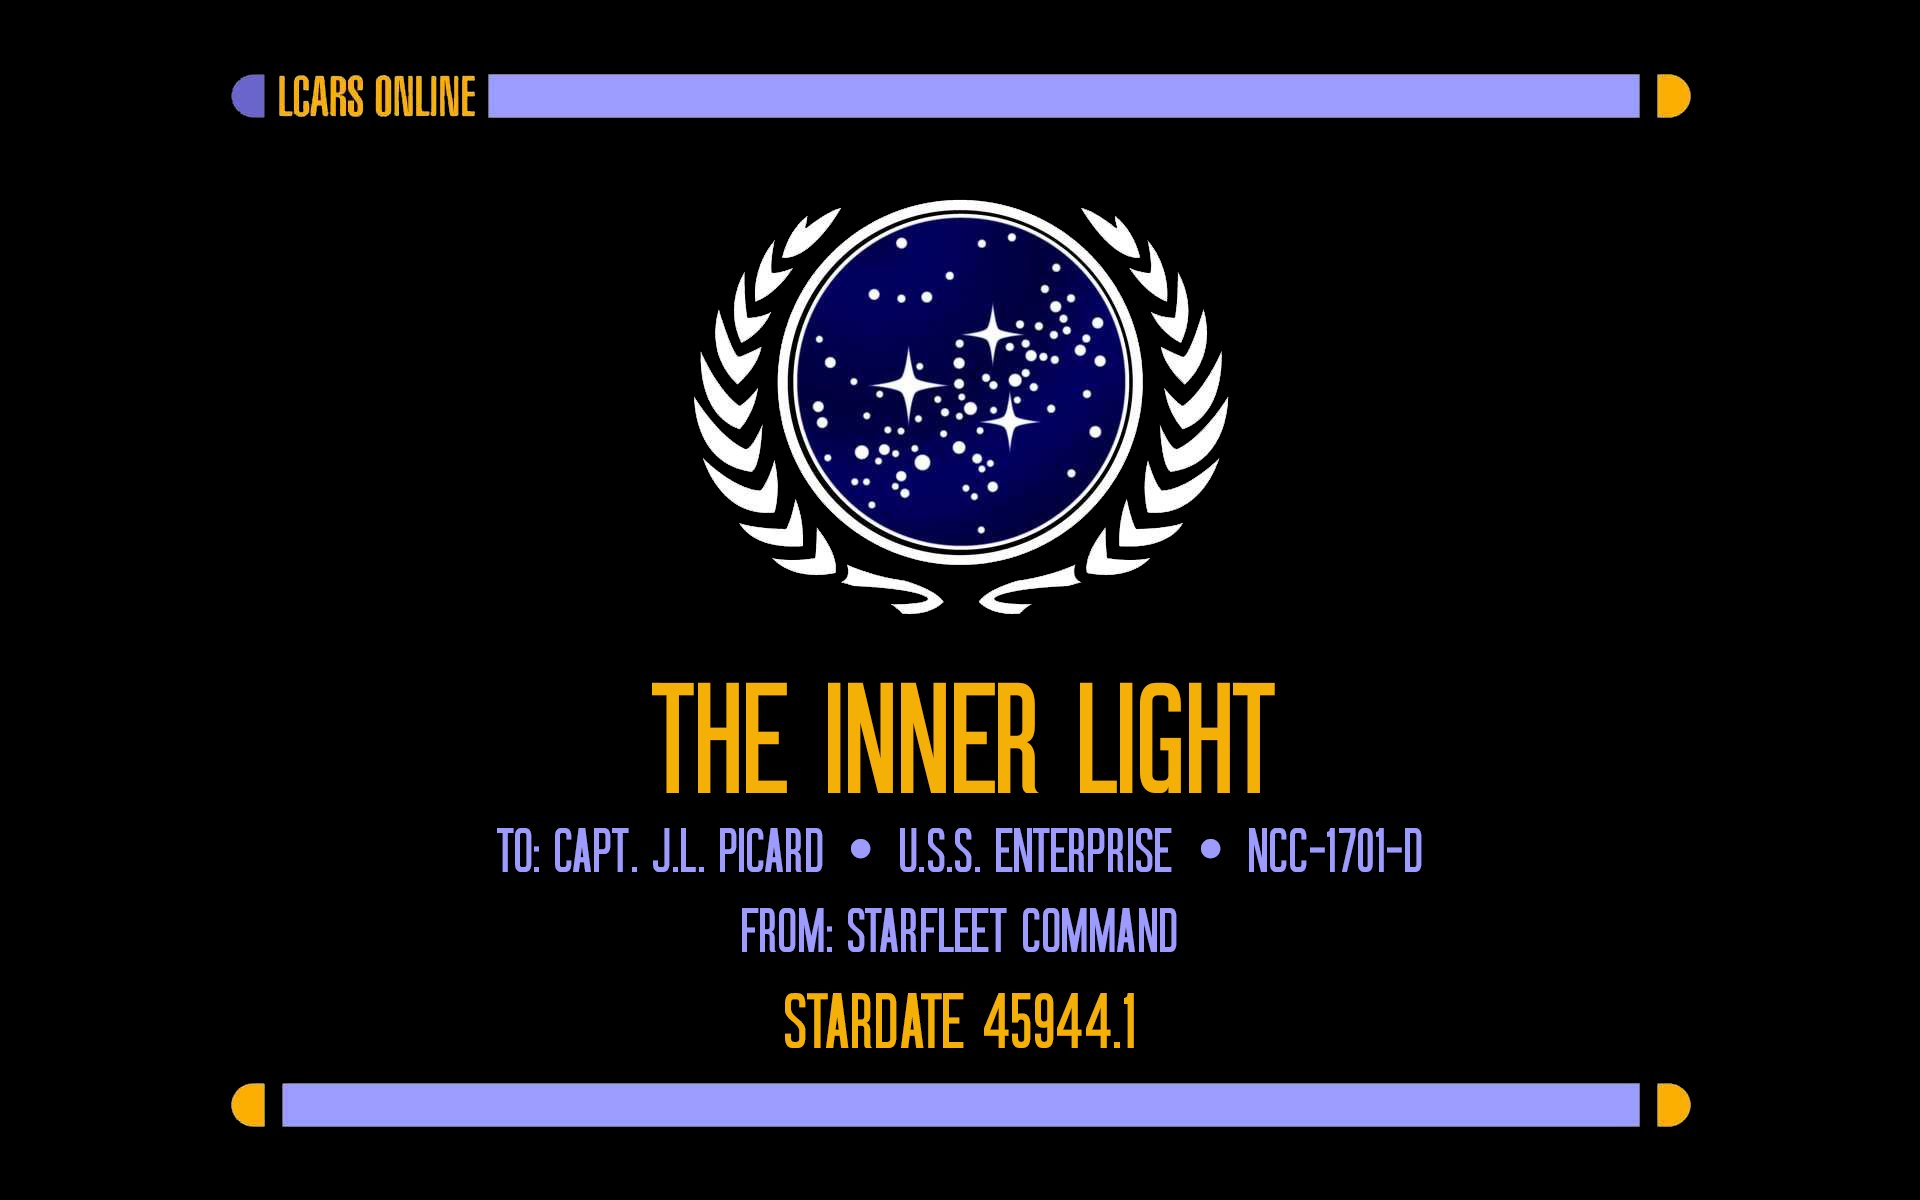 LCARS ONLINE
THE INNER LIGHT
TO: CAPT. J.L. PICARD • U.S.S. ENTERPRISE • NCC-1701-D
FROM: STARFLEET COMMAND
STARDATE 45944.1